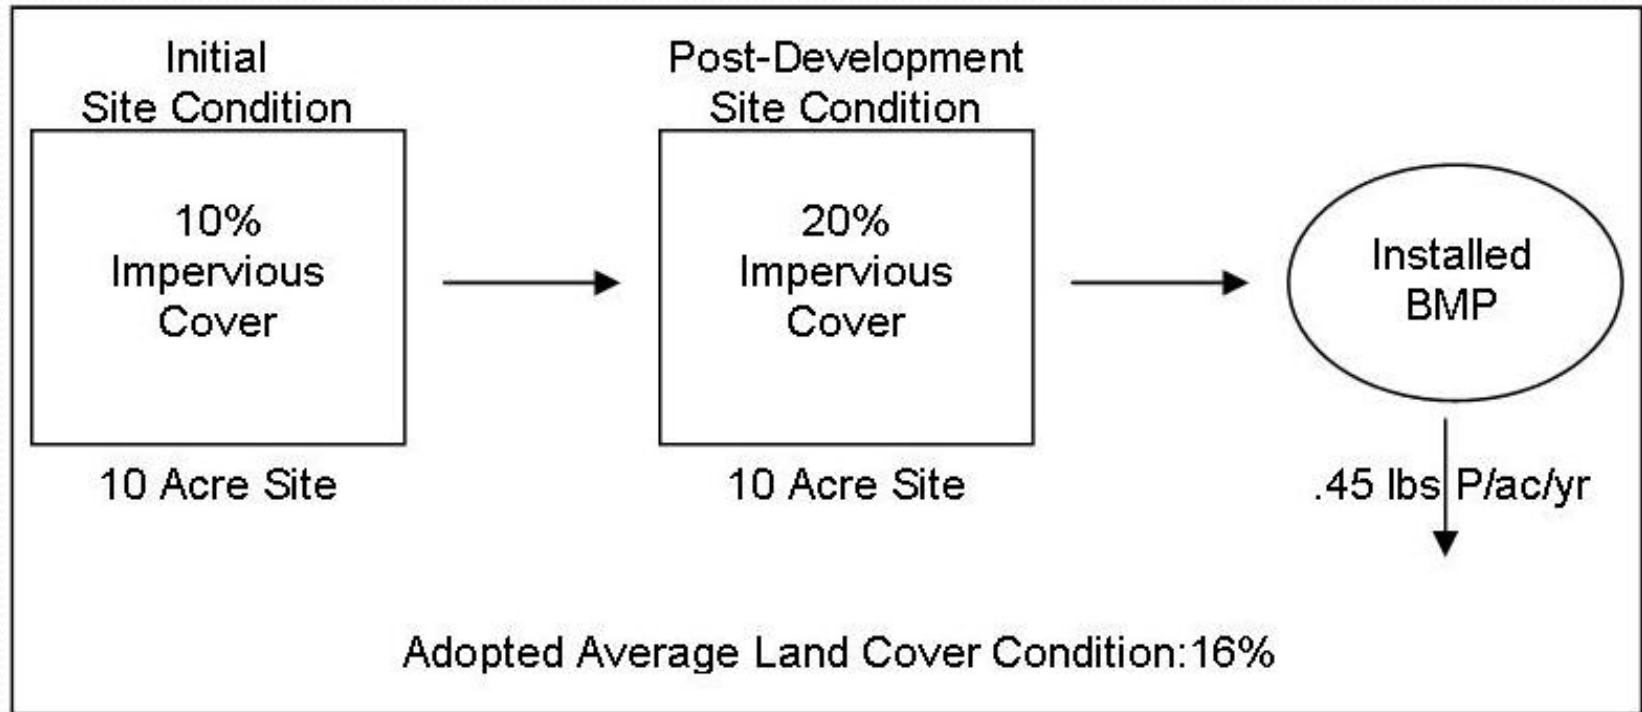 Initial
Site Condition
10%
Impervious
Cover
10 Acre Site
Post-Development
Site Condition
20%
Impervious
Cover
10 Acre Site
Installed
BMP
.45 lbs P/ac/yr
Adopted Average Land Cover Condition:16%